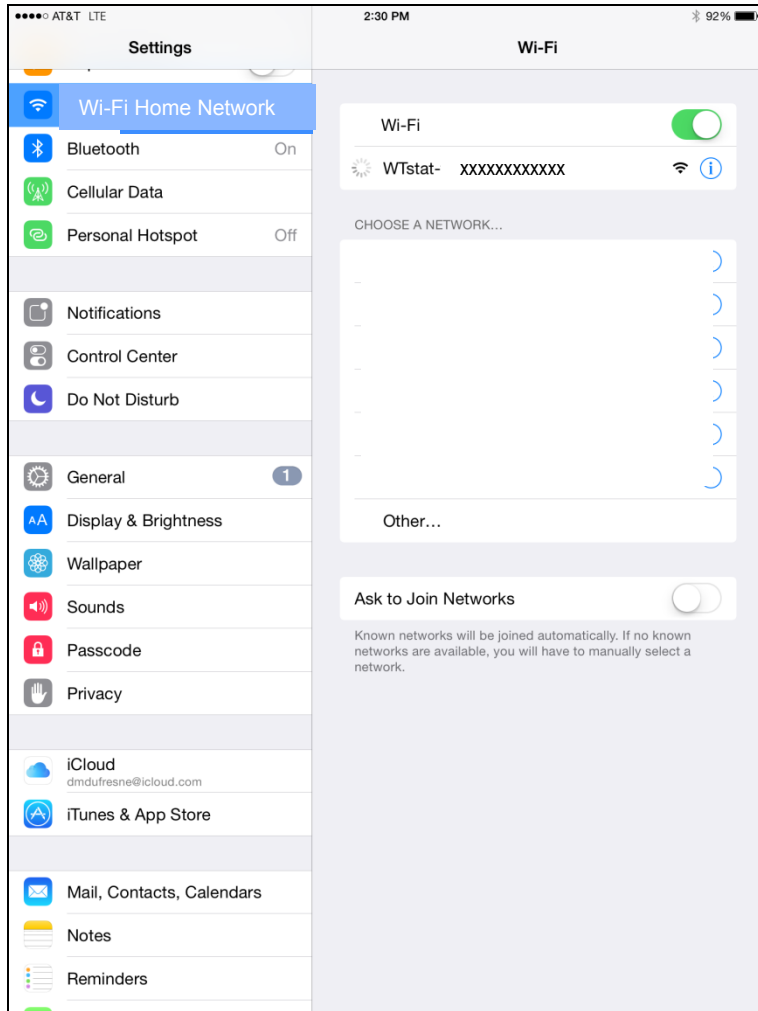 AT&T LTE
2:30 PM
92%
Settings
Wi-Fi
Wi-Fi Home Network
Bluetooth On
Cellular Data
Personal Hotspot Off
Notifications
Control Center
Do Not Disturb
General 1
AA Display & Brightness
Wallpaper
Sounds
Passcode
Privacy
iCloud
dmdufresne@icloud.com
iTunes & App Store
Mail, Contacts, Calendars
Notes
Reminders
Wi-Fi
WTstat- XXXXXXXXXXXX
CHOOSE A NETWORK...
Other...
Ask to Join Networks
Known networks will be joined automatically. If no known
networks are available, you will have to manually select a
network.